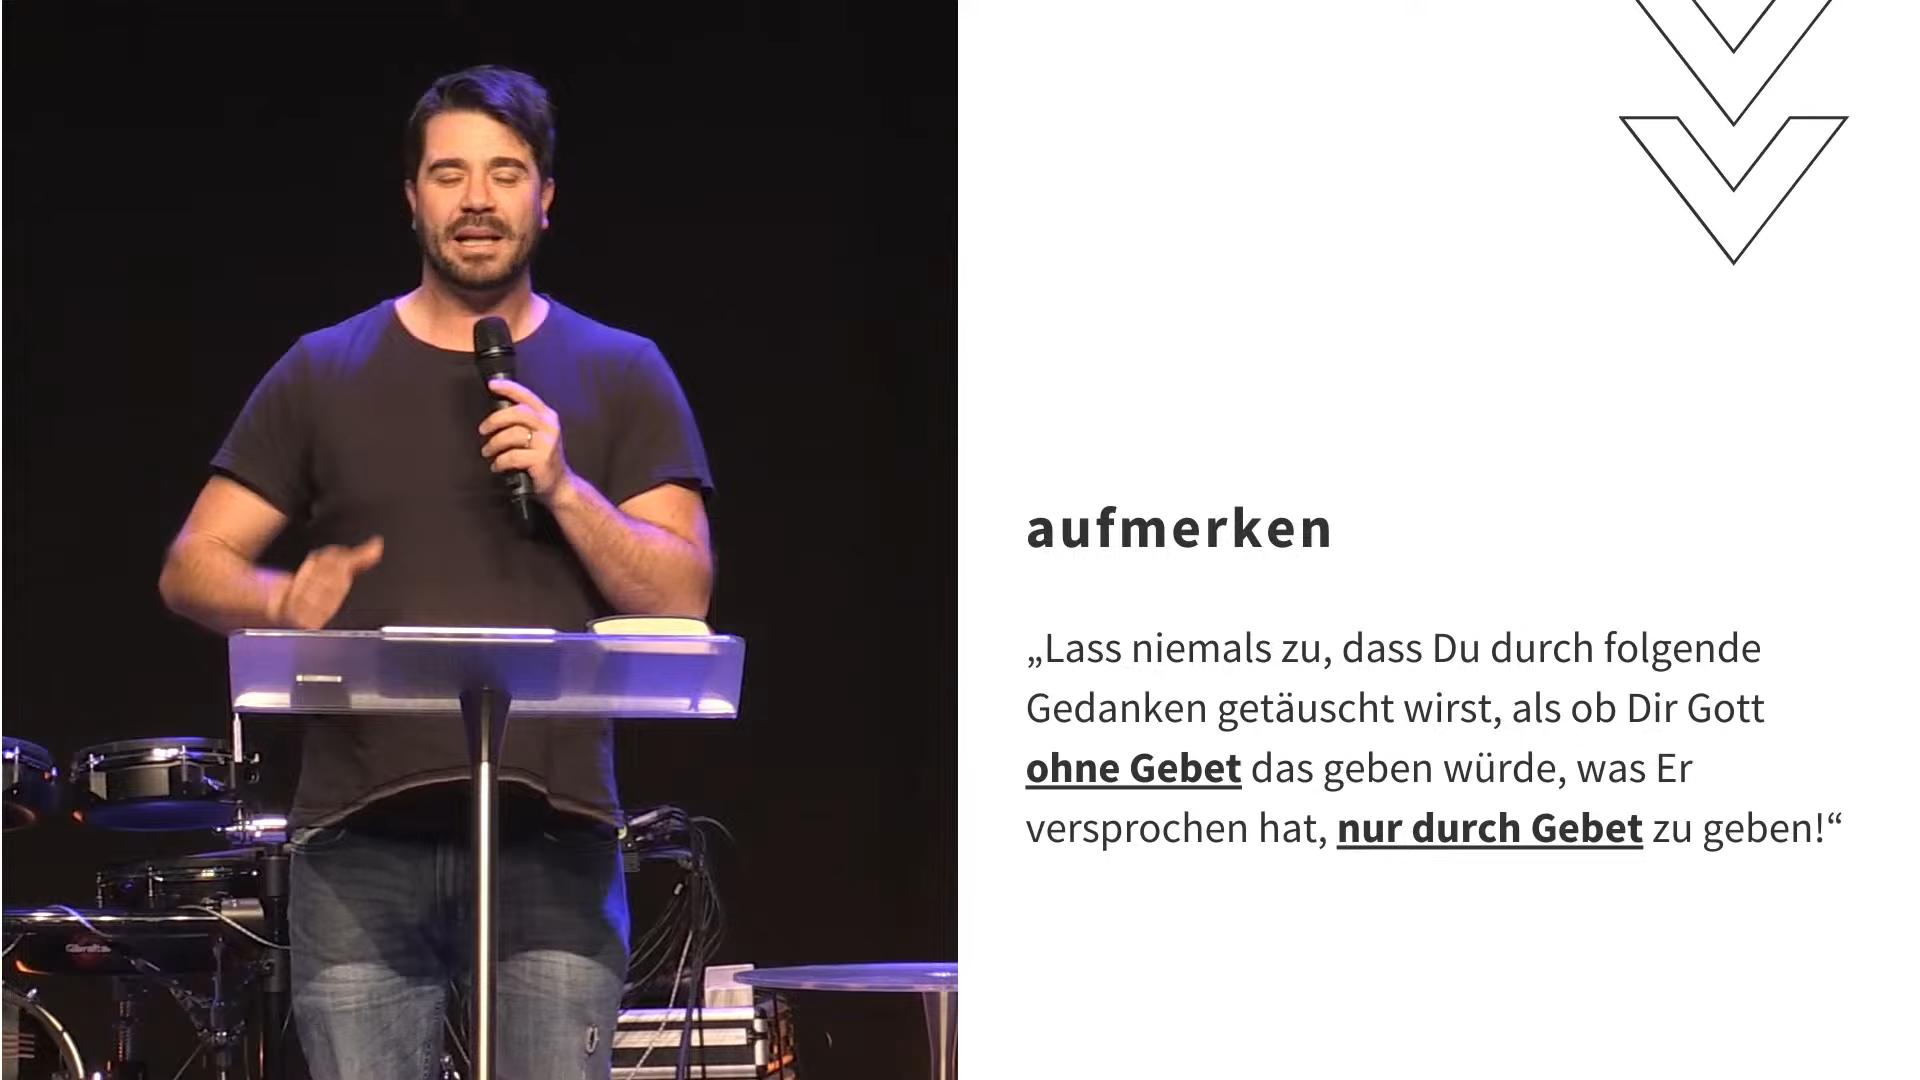 aufmerken
„Lass niemals zu, dass Du durch folgende
Gedanken getäuscht wirst, als ob Dir Gott
ohne Gebet das geben würde, was Er
versprochen hat, nur durch Gebet zu geben!“
Gibraltar